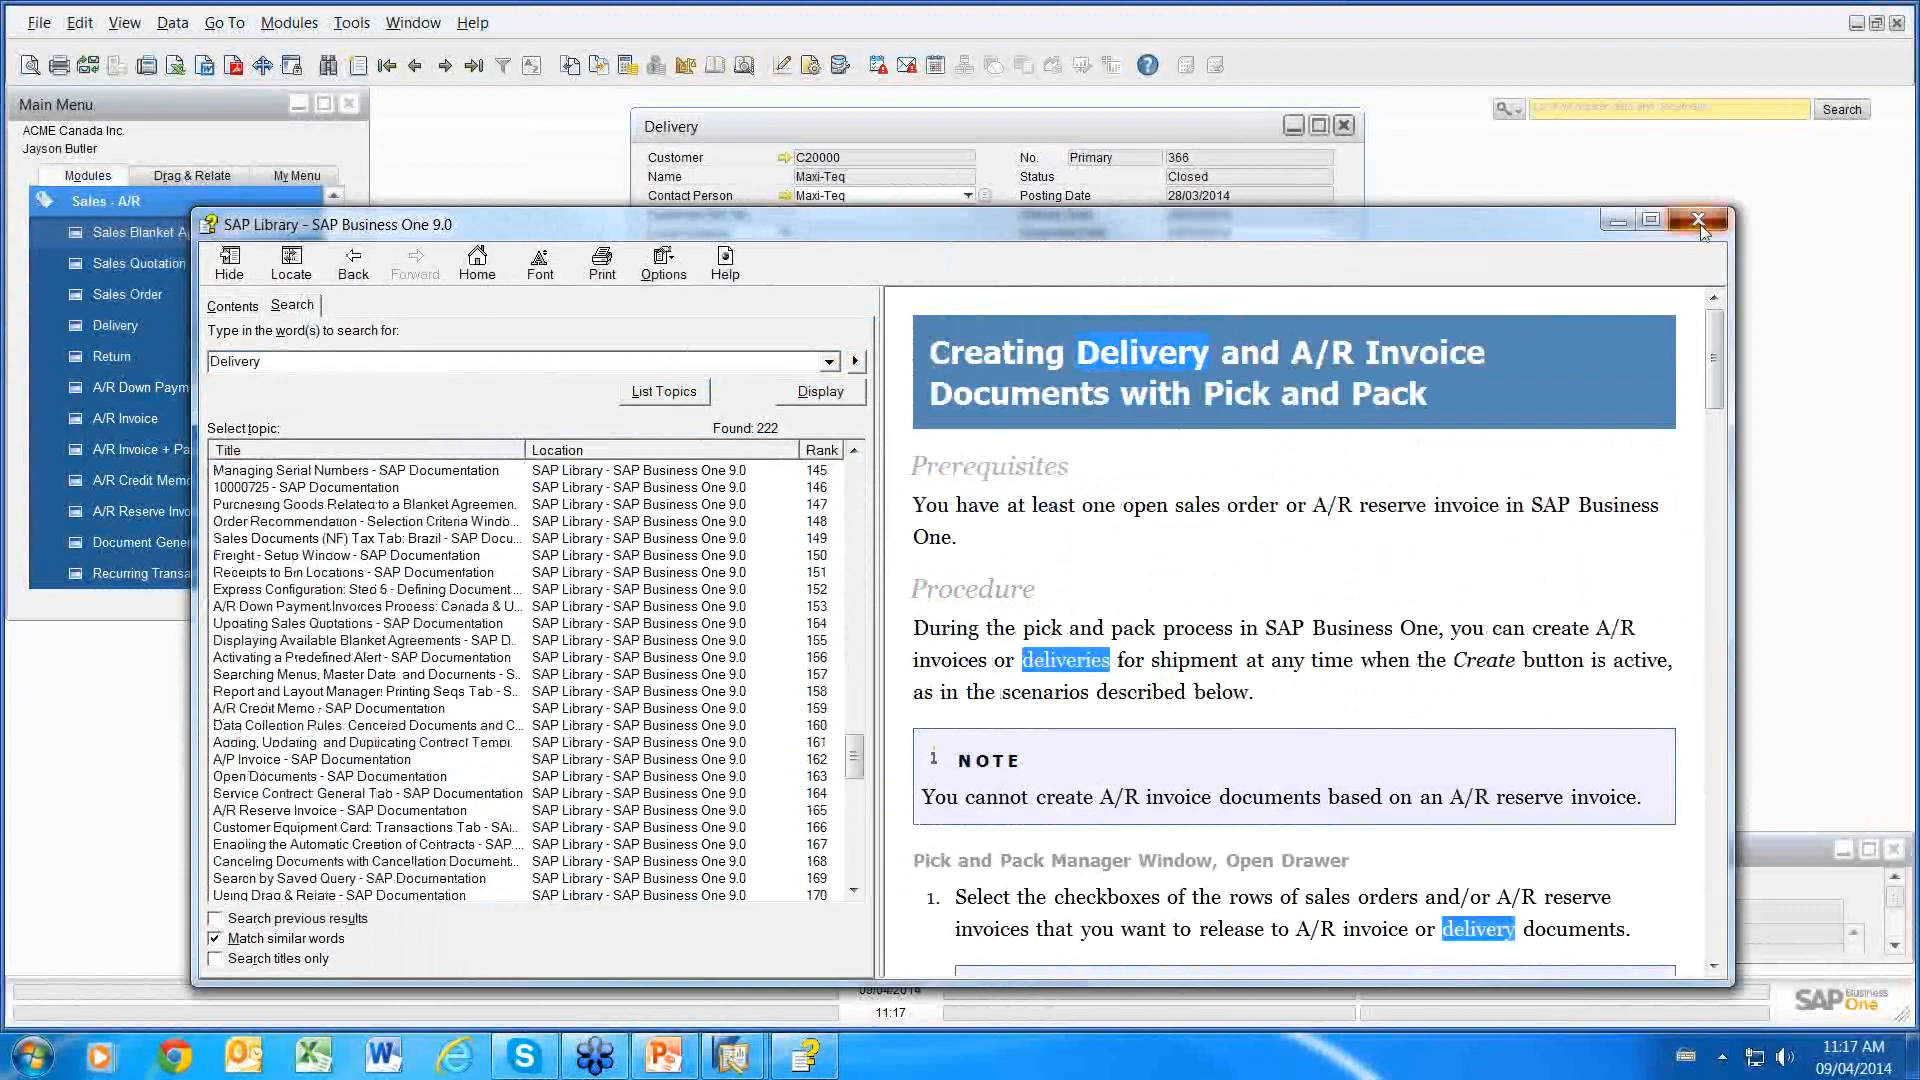 File Edit View Data Go To Modules Tools Window Help
Main Menu
ACME Canada Inc.
Jayson Butler
Modules Drag & Relate My Menu
Sales - A/R
Sales Blanket A
Sales Quotation
Sales Order
Delivery
Return
A/R Down Paym
A/R Invoice
A/R Invoice + Pa
A/R Credit Memo
A/R Reserve Invo
Document Gene
Recurring Transa
Search
Delivery
Customer C20000 No. Primary 366
Name Maxi-Teq Status Closed
Contact Person Maxi-Teq Posting Date 28/03/2014
SAP Library - SAP Business One 9.0
Hide Locate Back Forward Home Font Print Options Help
Contents Search
Type in the word(s) to search for:
Delivery
List Topics Display
Select topic: Found: 222
Title Location Rank
Managing Serial Numbers - SAP Documentation SAP Library - SAP Business One 9.0 145
10000725 - SAP Documentation SAP Library - SAP Business One 9.0 146
Purchasing Goods Related to a Blanket Agreemen.. SAP Library - SAP Business One 9.0 147
Order Recommendation - Selection Criteria Windo... SAP Library - SAP Business One 9.0 148
Sales Documents (NF) Tax Tab: Brazil - SAP Docu... SAP Library - SAP Business One 9.0 149
Freight - Setup Window - SAP Documentation SAP Library - SAP Business One 9.0 150
Receipts to Bin Locations - SAP Documentation SAP Library - SAP Business One 9.0 151
Express Configuration: Step 5 - Defining Document... SAP Library - SAP Business One 9.0 152
A/R Down Payment Invoices Process: Canada & U... SAP Library - SAP Business One 9.0 153
Updating Sales Quotations - SAP Documentation SAP Library - SAP Business One 9.0 154
Displaying Available Blanket Agreements - SAP D... SAP Library - SAP Business One 9.0 155
Activating a Predefined Alert - SAP Documentation SAP Library - SAP Business One 9.0 156
Searching Menus, Master Data and Documents - S... SAP Library - SAP Business One 9.0 157
Report and Layout Manager: Printing Seqs Tab - S... SAP Library - SAP Business One 9.0 158
A/R Credit Memo - SAP Documentation SAP Library - SAP Business One 9.0 159
Data Collection Rules: Canceled Documents and C... SAP Library - SAP Business One 9.0 160
Adding, Updating, and Duplicating Contract Templ.. SAP Library - SAP Business One 9.0 161
A/P Invoice - SAP Documentation SAP Library - SAP Business One 9.0 162
Open Documents - SAP Documentation SAP Library - SAP Business One 9.0 163
Service Contract: General Tab - SAP Documentation SAP Library - SAP Business One 9.0 164
A/R Reserve Invoice - SAP Documentation SAP Library - SAP Business One 9.0 165
Customer Equipment Card: Transactions Tab - SA... SAP Library - SAP Business One 9.0 166
Enabling the Automatic Creation of Contracts - SAP ... SAP Library - SAP Business One 9.0 167
Canceling Documents with Cancellation Document... SAP Library - SAP Business One 9.0 168
Search by Saved Query - SAP Documentation SAP Library - SAP Business One 9.0 169
Using Drag & Relate - SAP Documentation SAP Library - SAP Business One 9.0 170
Search previous results
Match similar words
Search titles only
Creating Delivery and A/R Invoice
Documents with Pick and Pack
Prerequisites
You have at least one open sales order or A/R reserve invoice in SAP Business
One.
Procedure
During the pick and pack process in SAP Business One, you can create A/R
invoices or deliveries for shipment at any time when the Create button is active,
as in the scenarios described below.
i NOTE
You cannot create A/R invoice documents based on an A/R reserve invoice.
Pick and Pack Manager Window, Open Drawer
1. Select the checkboxes of the rows of sales orders and/or A/R reserve
invoices that you want to release to A/R invoice or delivery documents.
09/04/2014
11:17
SAP Business One
11:17 AM
09/04/2014